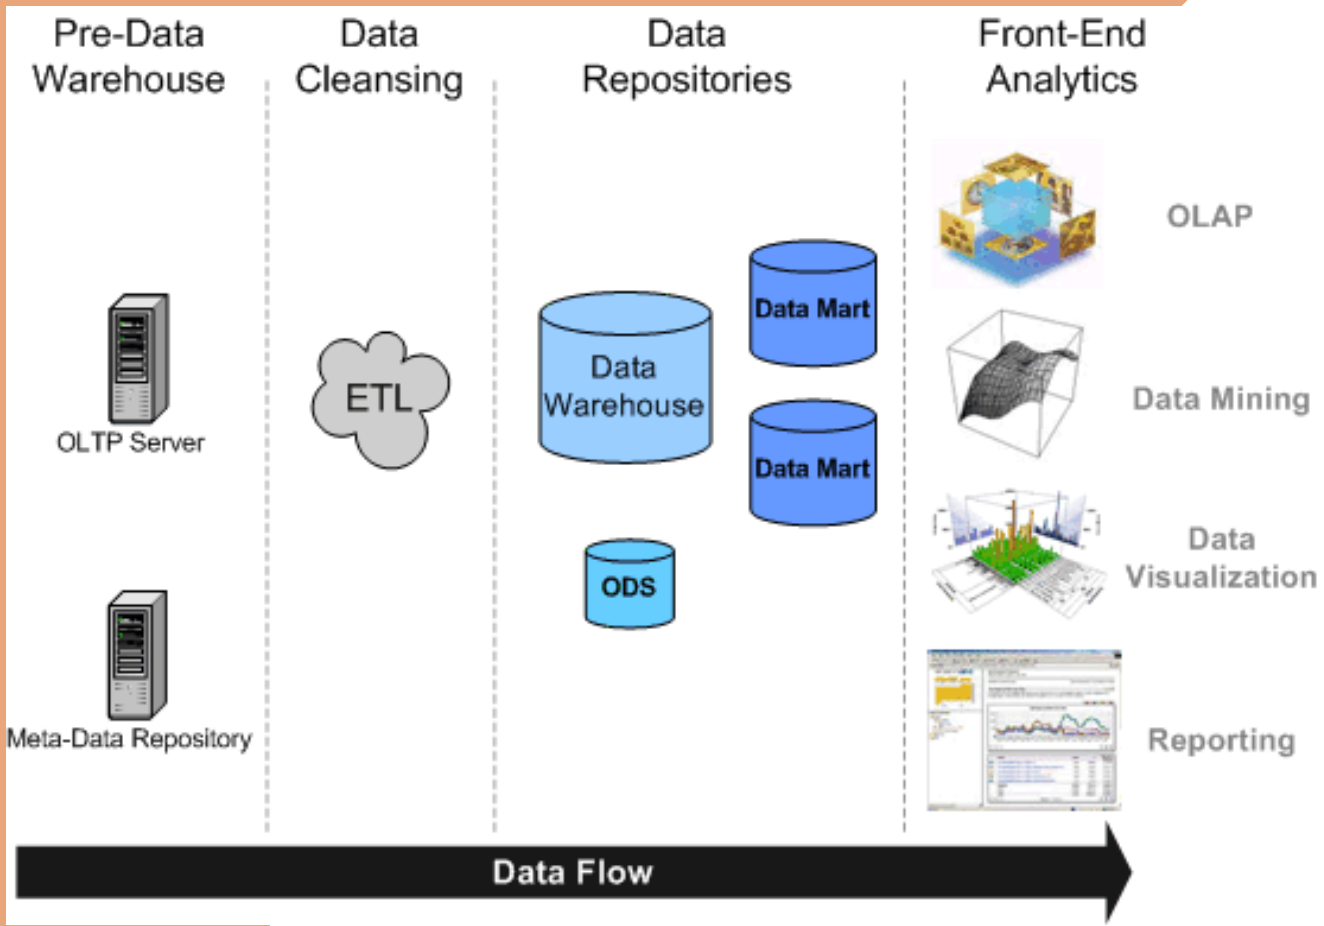 Pre-Data
Warehouse
Data
Cleansing
Data
Repositories
Front-End
Analytics
OLTP Server
Meta-Data Repository
ETL
Data
Warehouse
Data Mart
Data Mart
ODS
OLAP
Data Mining
Data
Visualization
Reporting
Data Flow